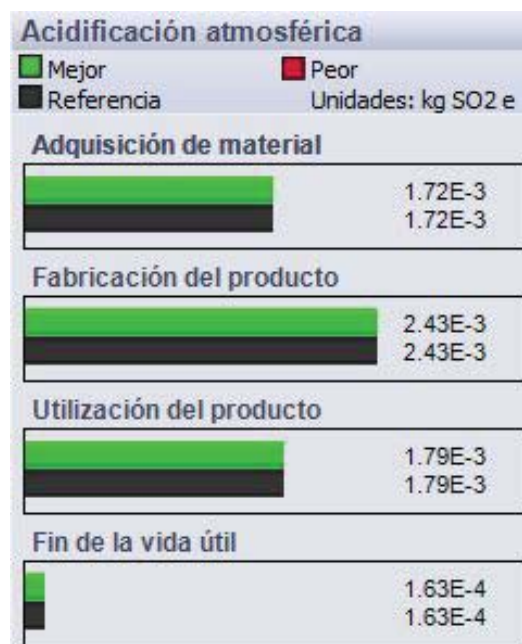 Acidificación atmosférica
Mejor Peor
Referencia Unidades: kg SO2 e
Adquisición de material
1.72E-3
1.72E-3
Fabricación del producto
2.43E-3
2.43E-3
Utilización del producto
1.79E-3
1.79E-3
Fin de la vida útil
1.63E-4
1.63E-4